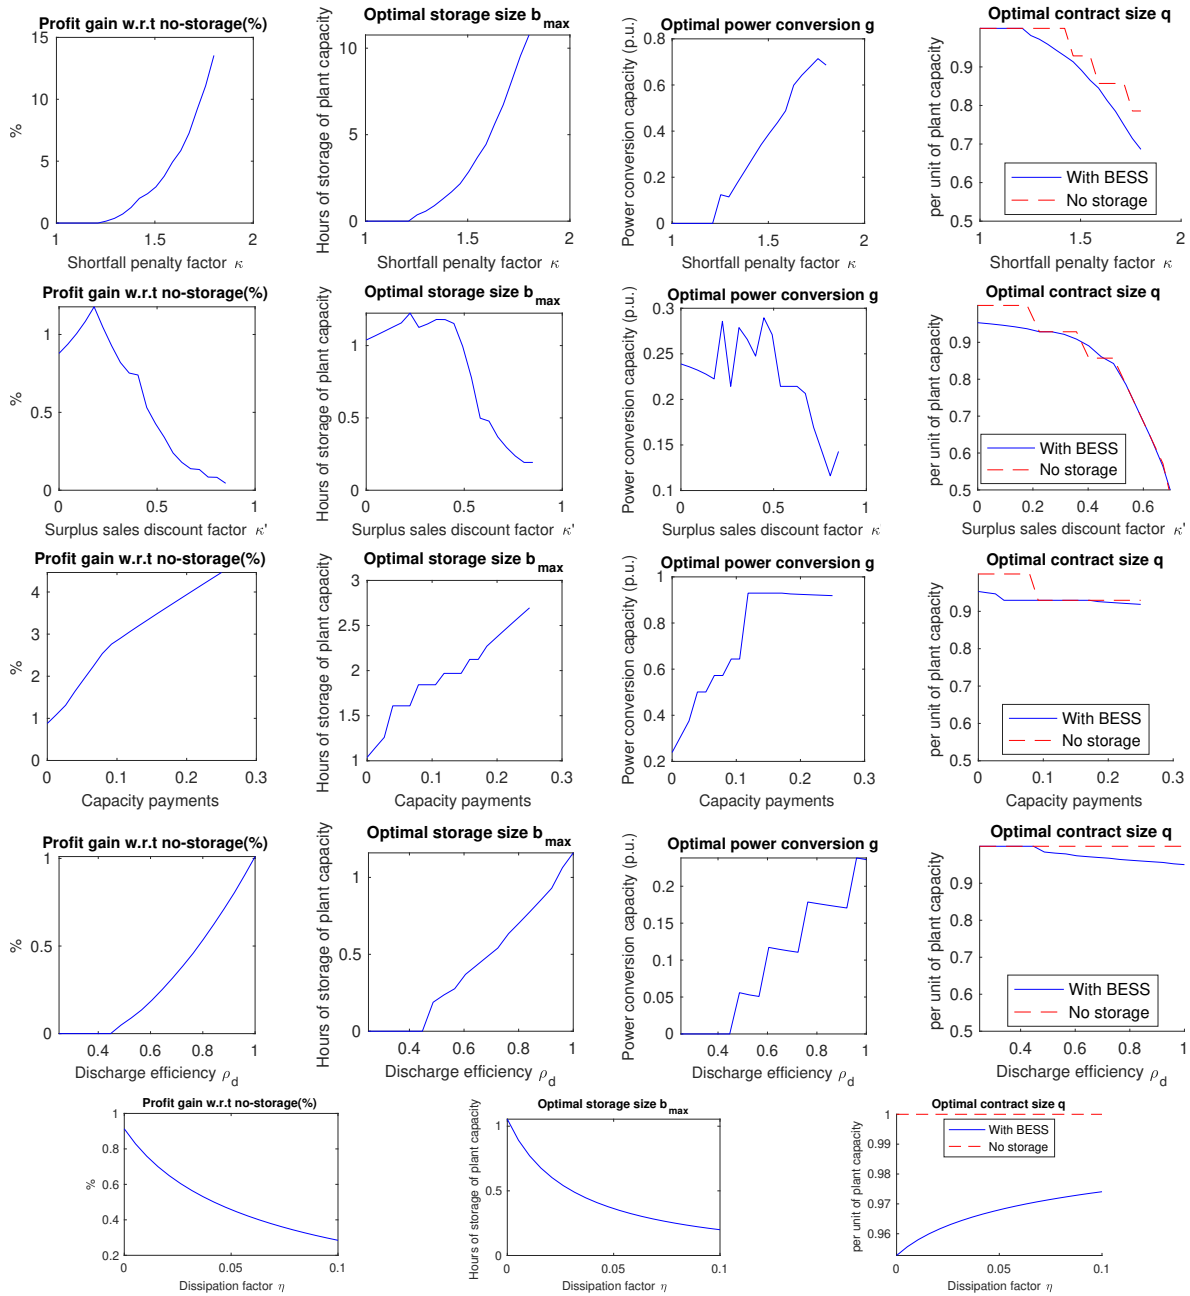 Profit gain w.r.t no-storage(%)
15
10
5
0
%
1
1.5
2
Shortfall penalty factor κ
Optimal storage size b_max
10
5
0
Hours of storage of plant capacity
1
1.5
2
Shortfall penalty factor κ
Optimal power conversion g
0.8
0.6
0.4
0.2
0
Power conversion capacity (p.u.)
1
1.5
2
Shortfall penalty factor κ
Optimal contract size q
0.9
0.8
0.7
0.6
0.5
per unit of plant capacity
With BESS
No storage
1
1.5
2
Shortfall penalty factor κ
Profit gain w.r.t no-storage(%)
1
0.5
0
%
0
0.5
1
Surplus sales discount factor κ'
Optimal storage size b_max
1
0.5
0
Hours of storage of plant capacity
0
0.5
1
Surplus sales discount factor κ'
Optimal power conversion g
0.3
0.25
0.2
0.15
0.1
Power conversion capacity (p.u.)
0
0.5
1
Surplus sales discount factor κ'
Optimal contract size q
0.9
0.8
0.7
0.6
0.5
per unit of plant capacity
With BESS
No storage
0
0.2
0.4
0.6
Surplus sales discount factor κ'
Profit gain w.r.t no-storage(%)
4
3
2
1
0
%
0
0.1
0.2
0.3
Capacity payments
Optimal storage size b_max
3
2.5
2
1.5
1
Hours of storage of plant capacity
0
0.1
0.2
0.3
Capacity payments
Optimal power conversion g
1
0.8
0.6
0.4
0.2
Power conversion capacity (p.u.)
0
0.1
0.2
0.3
Capacity payments
Optimal contract size q
0.9
0.8
0.7
0.6
0.5
per unit of plant capacity
With BESS
No storage
0
0.1
0.2
0.3
Capacity payments
Profit gain w.r.t no-storage(%)
1
0.5
0
%
0.4
0.6
0.8
1
Discharge efficiency ρ_d
Optimal storage size b_max
1
0.5
0
Hours of storage of plant capacity
0.4
0.6
0.8
1
Discharge efficiency ρ_d
Optimal power conversion g
0.2
0.15
0.1
0.05
0
Power conversion capacity (p.u.)
0.4
0.6
0.8
1
Discharge efficiency ρ_d
Optimal contract size q
0.9
0.8
0.7
0.6
0.5
per unit of plant capacity
With BESS
No storage
0.4
0.6
0.8
1
Discharge efficiency ρ_d
Profit gain w.r.t no-storage(%)
1
0.8
0.6
0.4
0.2
%
0
0.05
0.1
Dissipation factor η
Optimal storage size b_max
1
0.5
0
Hours of storage of plant capacity
0
0.05
0.1
Dissipation factor η
Optimal contract size q
1
0.99
0.98
0.97
0.96
per unit of plant capacity
With BESS
No storage
0
0.05
0.1
Dissipation factor η